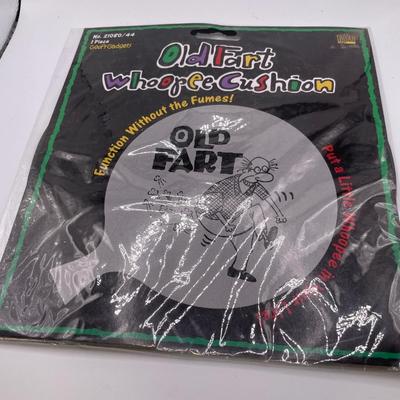 No. 21080/44
1 Piece
Goofy Gadgets
Old Fart
Whoopee Cushion
Function Without the Fumes!
OLD
FART
Put a Little Whoopee in